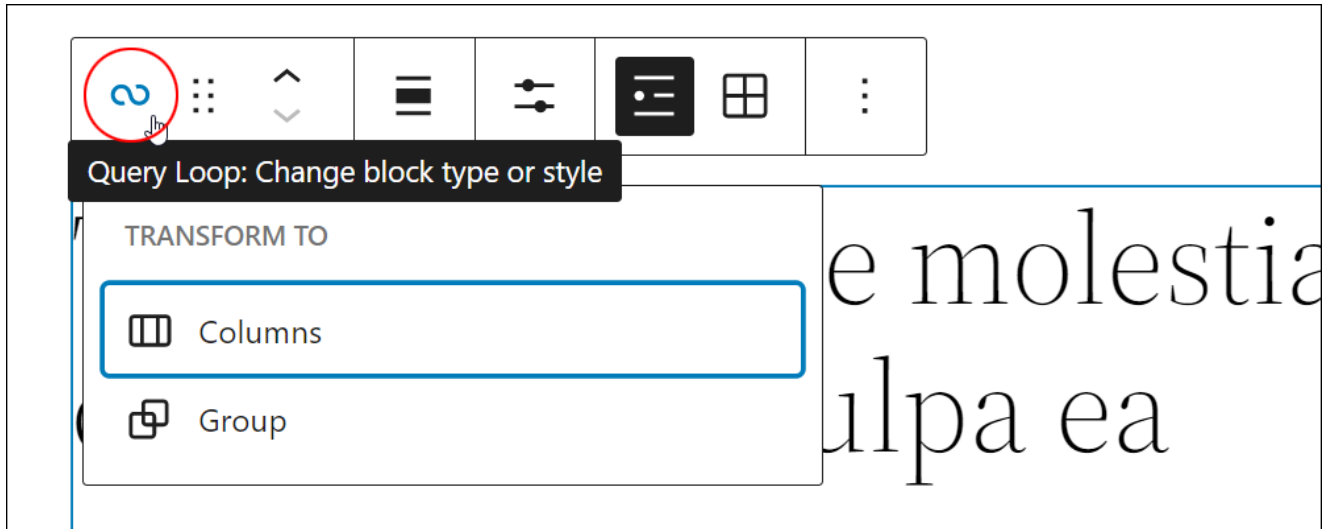 Query Loop: Change block type or style
TRANSFORM TO
Columns
Group
e molestia
ulpa ea